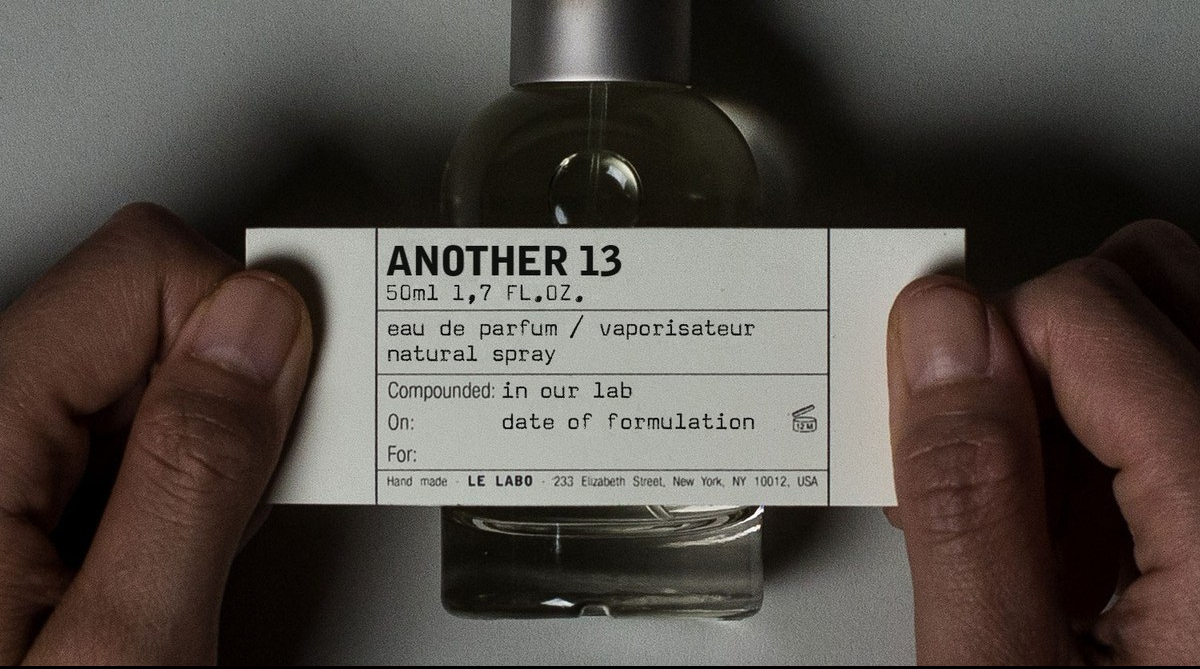 ANOTHER 13
50ml 1,7 FL.OZ.
eau de parfum / vaporisateur
natural spray
Compounded: in our lab
On: date of formulation
12M
For:
Hand made - LE LABO - 233 Elizabeth Street, New York, NY 10012, USA